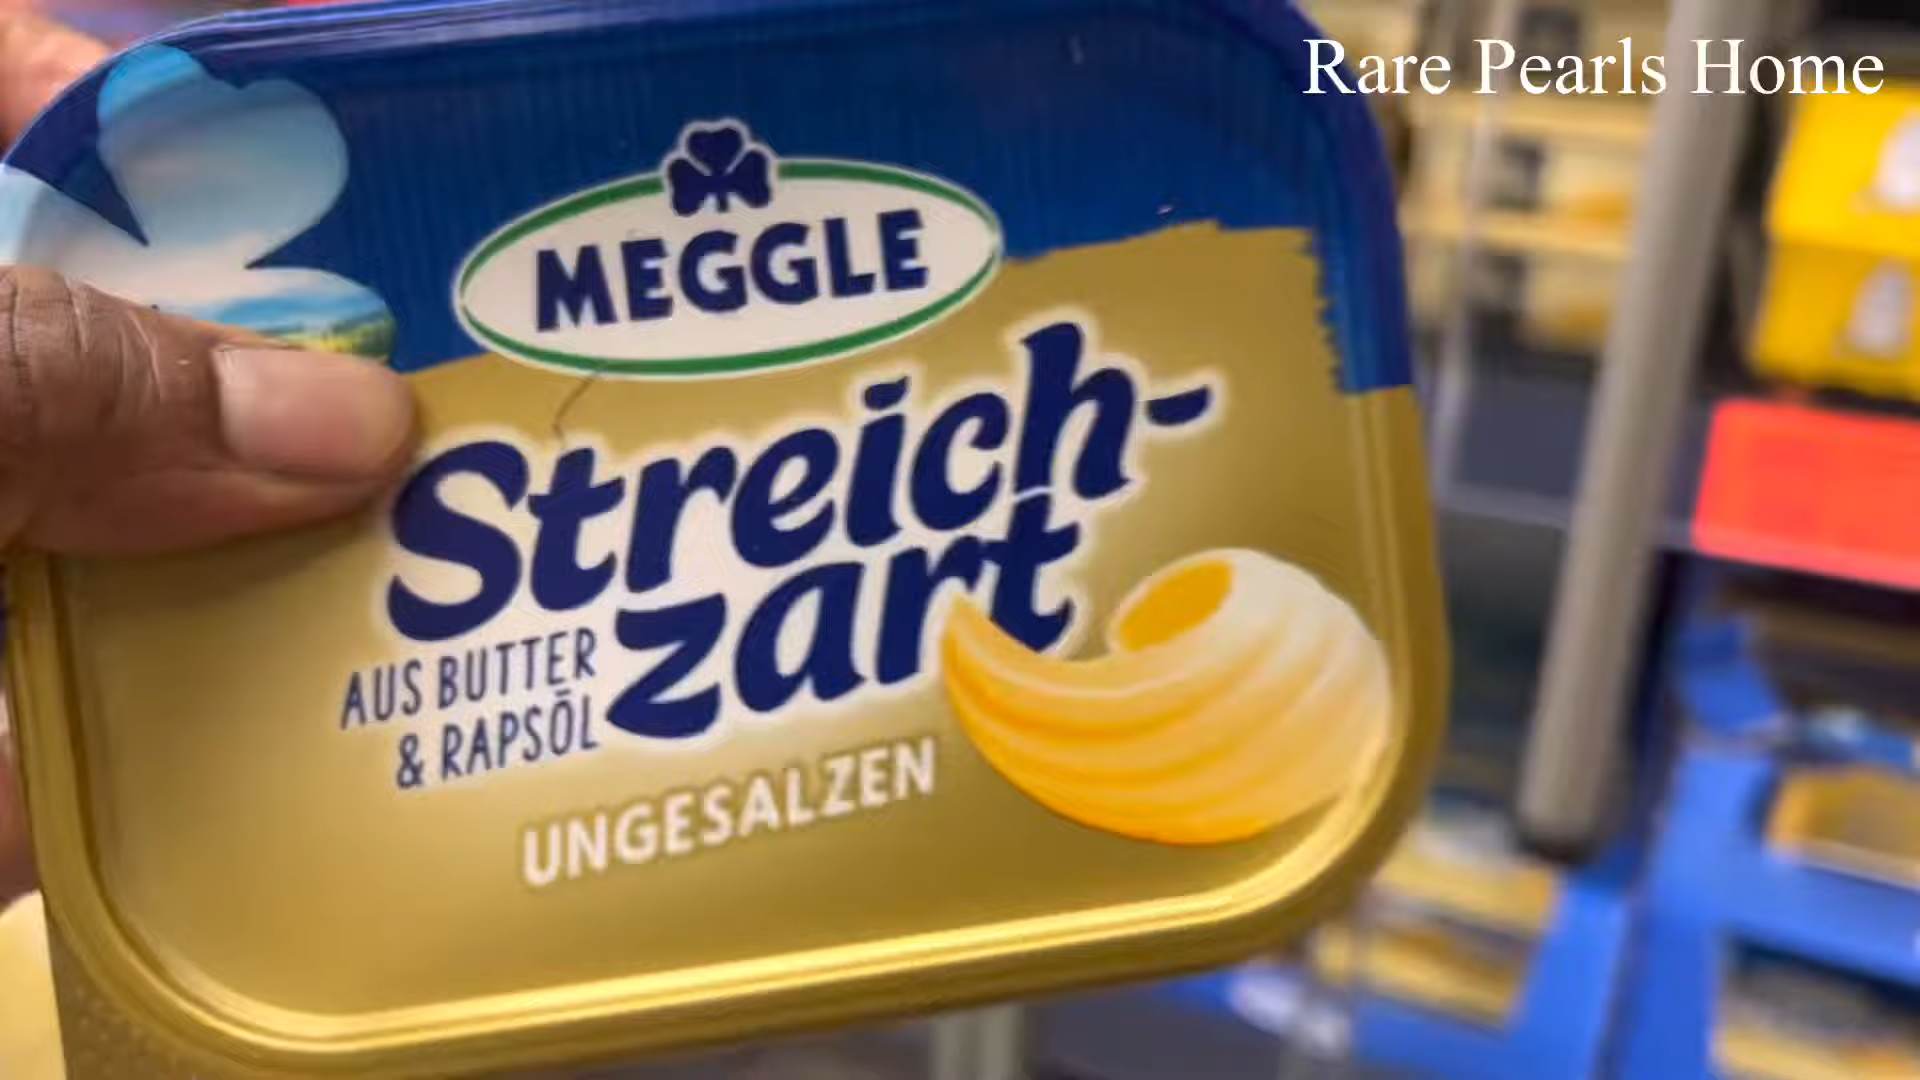 Rare Pearls Home
MEGGLE
Streich-
zart
AUS BUTTER
& RAPSÖL
UNGESALZEN